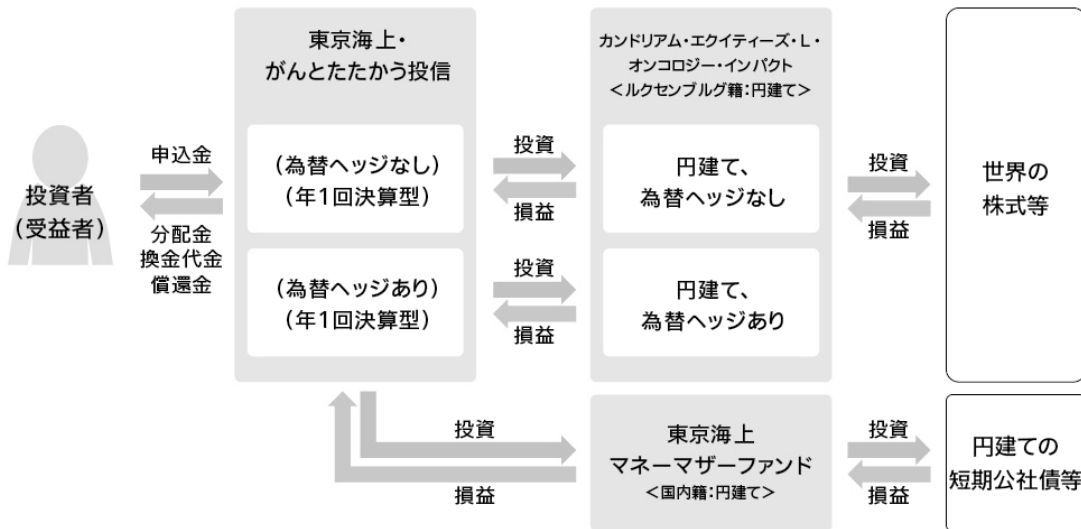 東京海上・
がんとたたかう投信
カンドリアム・エクイティーズ・L・
オンコロジー・インパクト
<ルクセンブルグ籍:円建て>
投資者
(受益者)
申込金
分配金
換金代金
償還金
(為替ヘッジなし)
(年1回決算型)
投資
損益
円建て、
為替ヘッジなし
投資
損益
世界の
株式等
(為替ヘッジあり)
(年1回決算型)
投資
損益
円建て、
為替ヘッジあり
投資
損益
東京海上
マネーマザーファンド
<国内籍:円建て>
投資
損益
円建ての
短期公社債等